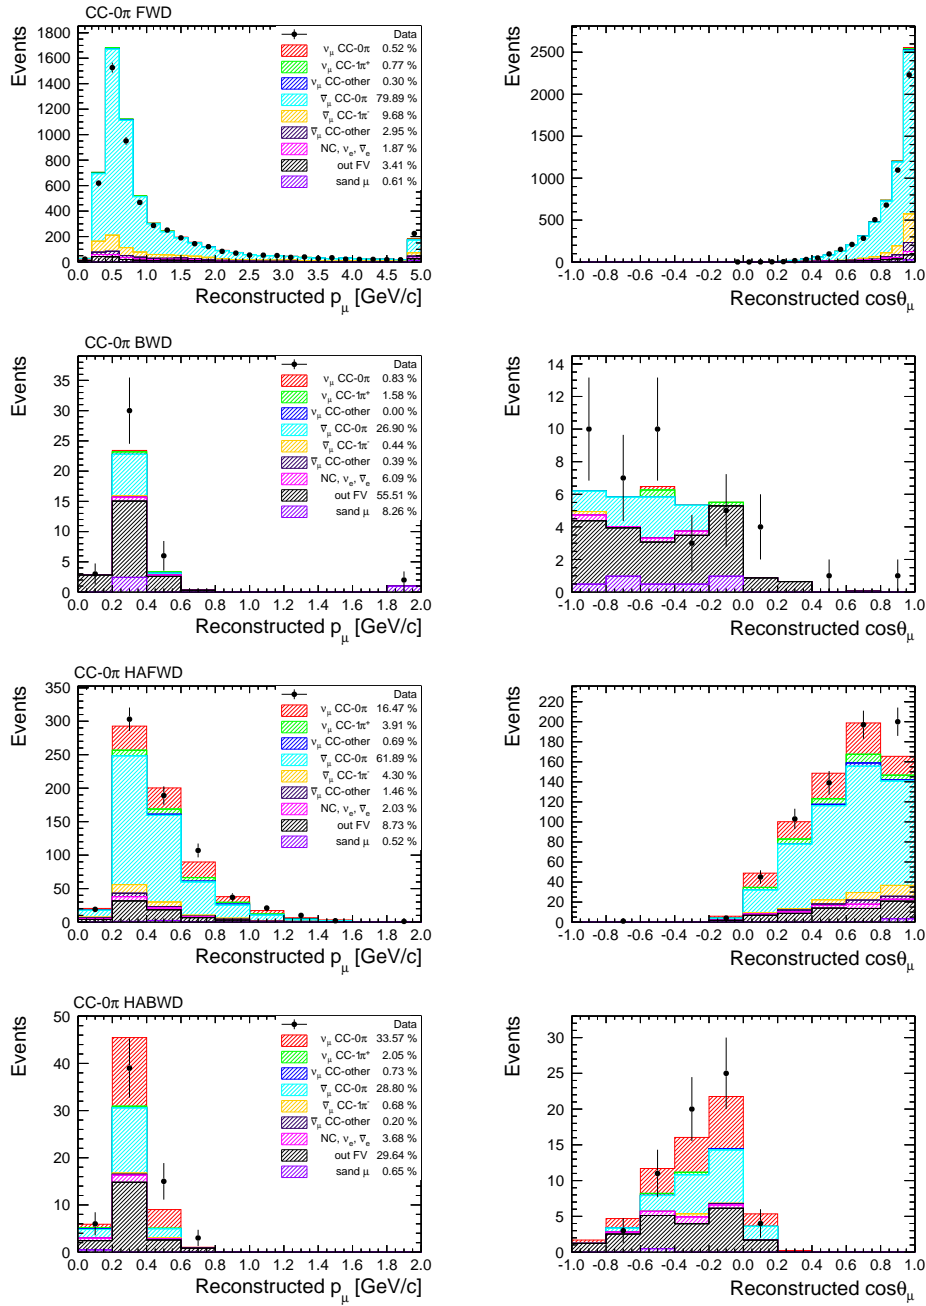 CC-0π FWD
Events
1800
1600
1400
1200
1000
800
600
400
200
0
0 0.5 1.0 1.5 2.0 2.5 3.0 3.5 4.0 4.5 5.0
Reconstructed p_μ [GeV/c]
Data
ν_μ CC-0π 0.52 %
ν_μ CC-1π⁺ 0.77 %
ν_μ CC-other 0.30 %
ν̅_μ CC-0π 79.89 %
ν̅_μ CC-1π⁻ 9.68 %
ν̅_μ CC-other 2.95 %
NC, ν_e, ν̅_e 1.87 %
out FV 3.41 %
sand μ 0.61 %
Events
2500
2000
1500
1000
500
0
-1.0 -0.8 -0.6 -0.4 -0.2 0.0 0.2 0.4 0.6 0.8 1.0
Reconstructed cosθ_μ
CC-0π BWD
Events
35
30
25
20
15
10
5
0
0.0 0.2 0.4 0.6 0.8 1.0 1.2 1.4 1.6 1.8 2.0
Reconstructed p_μ [GeV/c]
Data
ν_μ CC-0π 0.83 %
ν_μ CC-1π⁺ 1.58 %
ν_μ CC-other 0.00 %
ν̅_μ CC-0π 26.90 %
ν̅_μ CC-1π⁻ 0.44 %
ν̅_μ CC-other 0.39 %
NC, ν_e, ν̅_e 6.09 %
out FV 55.51 %
sand μ 8.26 %
Events
14
12
10
8
6
4
2
0
-1.0 -0.8 -0.6 -0.4 -0.2 0.0 0.2 0.4 0.6 0.8 1.0
Reconstructed cosθ_μ
CC-0π HAFWD
Events
350
300
250
200
150
100
50
0
0.0 0.2 0.4 0.6 0.8 1.0 1.2 1.4 1.6 1.8 2.0
Reconstructed p_μ [GeV/c]
Data
ν_μ CC-0π 16.47 %
ν_μ CC-1π⁺ 3.91 %
ν_μ CC-other 0.69 %
ν̅_μ CC-0π 61.89 %
ν̅_μ CC-1π⁻ 4.30 %
ν̅_μ CC-other 1.46 %
NC, ν_e, ν̅_e 2.03 %
out FV 8.73 %
sand μ 0.52 %
Events
220
200
180
160
140
120
100
80
60
40
20
0
-1.0 -0.8 -0.6 -0.4 -0.2 0.0 0.2 0.4 0.6 0.8 1.0
Reconstructed cosθ_μ
CC-0π HABWD
Events
50
40
30
20
10
0
0.0 0.2 0.4 0.6 0.8 1.0 1.2 1.4 1.6 1.8 2.0
Reconstructed p_μ [GeV/c]
Data
ν_μ CC-0π 33.57 %
ν_μ CC-1π⁺ 2.05 %
ν_μ CC-other 0.73 %
ν̅_μ CC-0π 28.80 %
ν̅_μ CC-1π⁻ 0.68 %
ν̅_μ CC-other 0.20 %
NC, ν_e, ν̅_e 3.68 %
out FV 29.64 %
sand μ 0.65 %
Events
30
25
20
15
10
5
0
-1.0 -0.8 -0.6 -0.4 -0.2 0.0 0.2 0.4 0.6 0.8 1.0
Reconstructed cosθ_μ